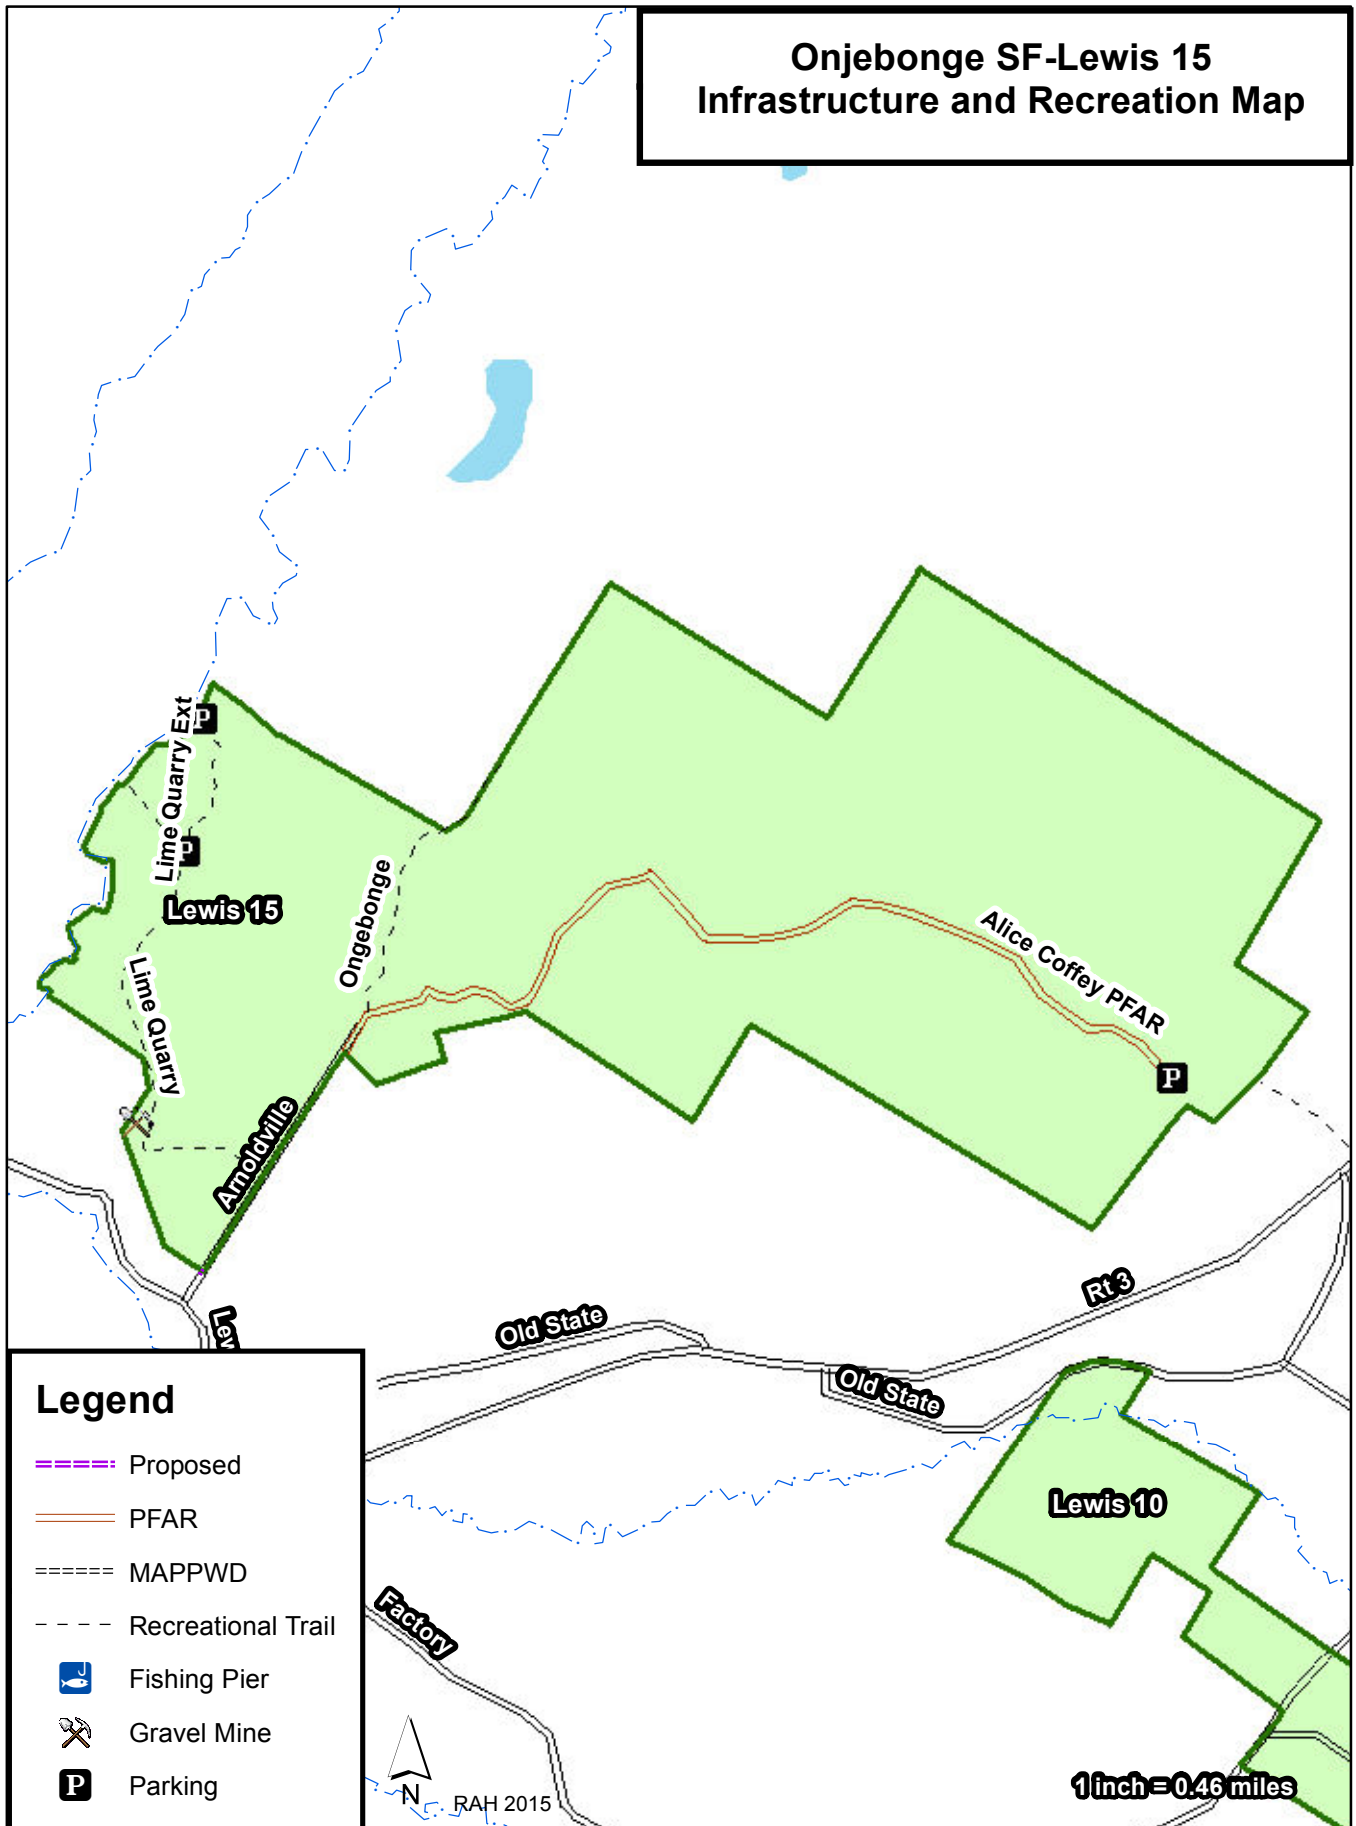 Onjebonge SF-Lewis 15
Infrastructure and Recreation Map
Lime Quarry Ext
P
P
Lewis 15
Ongebonge
Lime Quarry
Alice Coffey PFAR
P
Arnoldville
Rt 3
Old State
Old State
Lewis 10
Factory
Legend
Proposed
PFAR
MAPPWD
Recreational Trail
Fishing Pier
Gravel Mine
P Parking
N
RAH 2015
1 inch = 0.46 miles